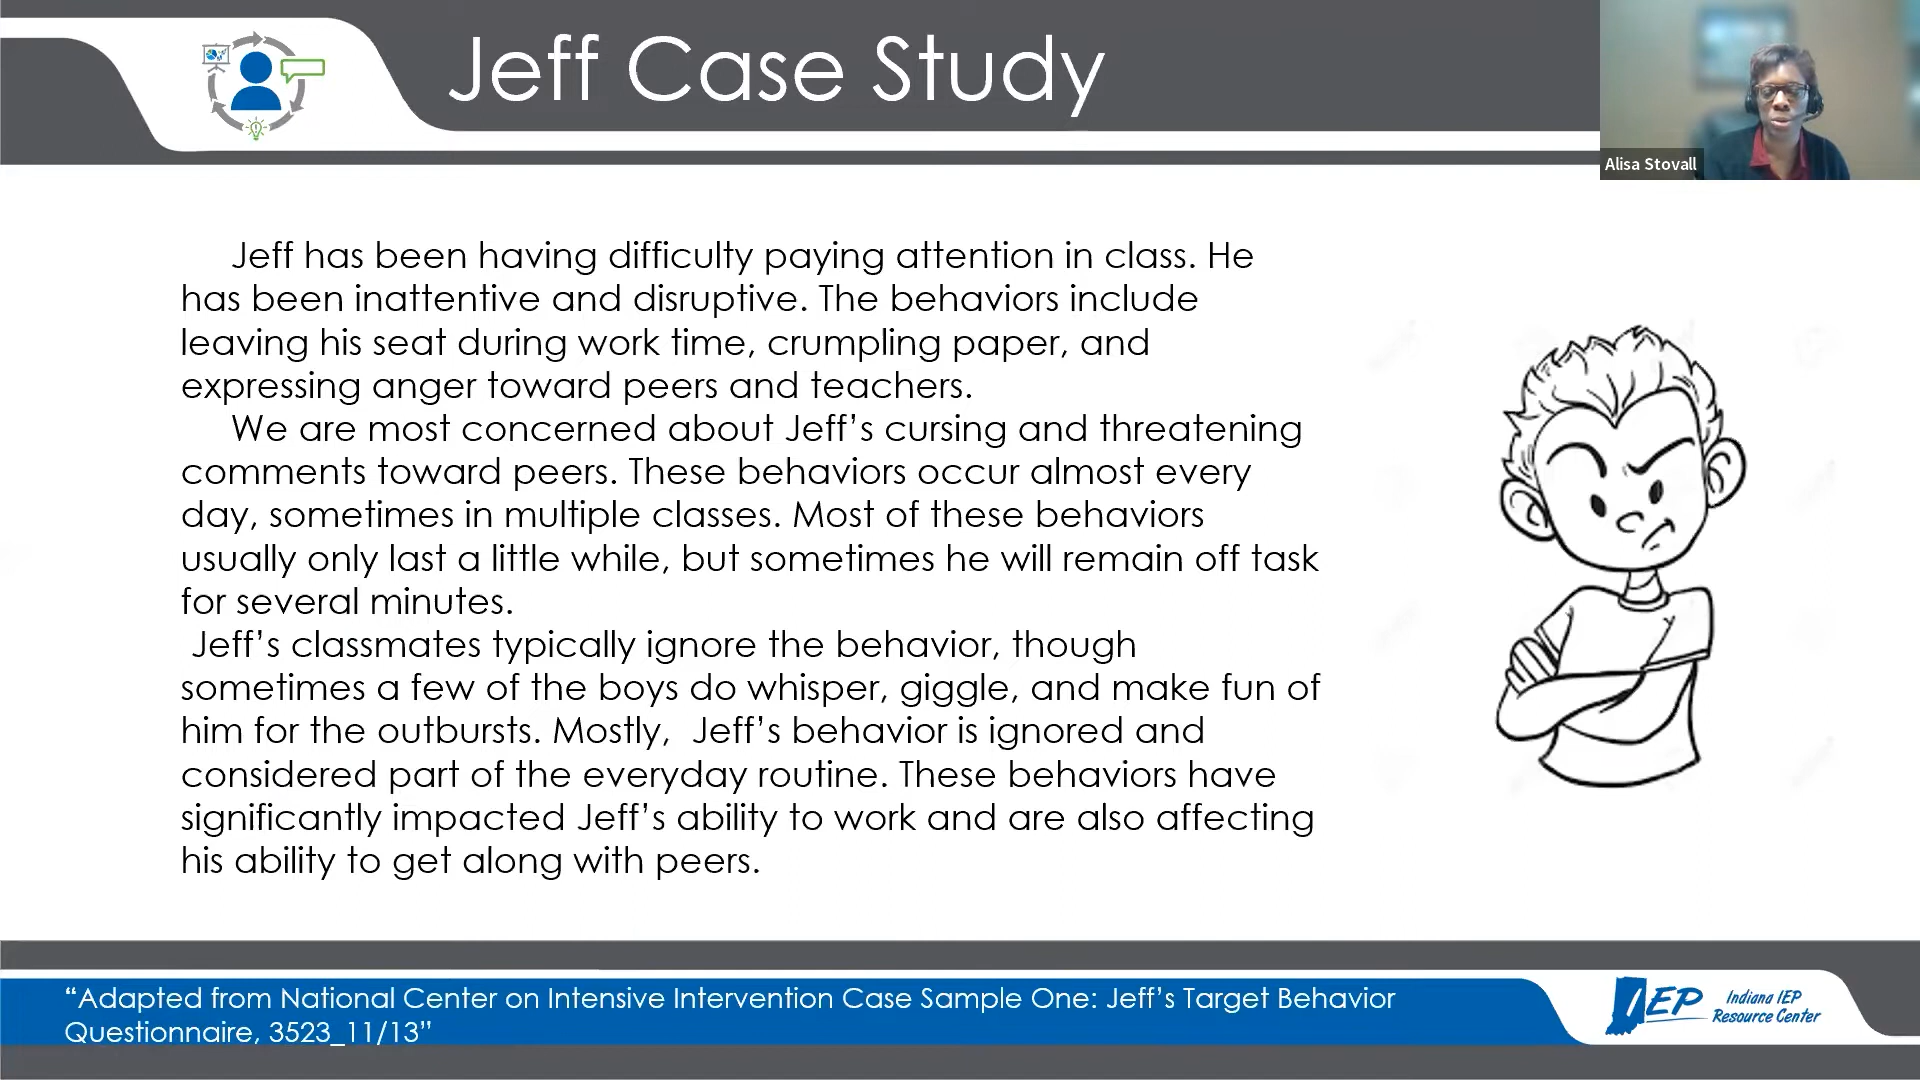 Jeff Case Study
Alisa Stovall
Jeff has been having difficulty paying attention in class. He
has been inattentive and disruptive. The behaviors include
leaving his seat during work time, crumpling paper, and
expressing anger toward peers and teachers.
We are most concerned about Jeff’s cursing and threatening
comments toward peers. These behaviors occur almost every
day, sometimes in multiple classes. Most of these behaviors
usually only last a little while, but sometimes he will remain off task
for several minutes.
Jeff’s classmates typically ignore the behavior, though
sometimes a few of the boys do whisper, giggle, and make fun of
him for the outbursts. Mostly,  Jeff’s behavior is ignored and
considered part of the everyday routine. These behaviors have
significantly impacted Jeff’s ability to work and are also affecting
his ability to get along with peers.
“Adapted from National Center on Intensive Intervention Case Sample One: Jeff’s Target Behavior
Questionnaire, 3523_11/13”
IEP
Indiana IEP
Resource Center